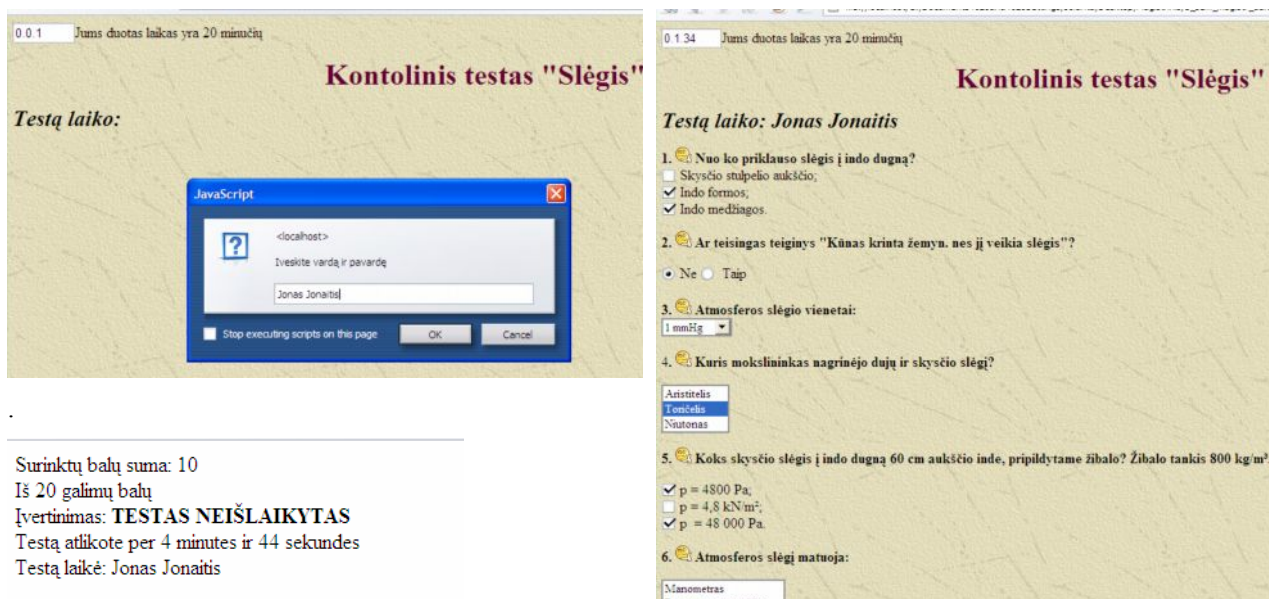 0.0.1 Jums duotas laikas yra 20 minučių
Kontolinis testas "Slėgis"
Testą laiko:
JavaScript
<localhost>
Iveskite vardą ir pavardę
Jonas Jonaitis
Stop executing scripts on this page OK Cancel
.
Surinktų balų suma: 10
Iš 20 galimų balų
Įvertinimas: TESTAS NEIŠLAIKYTAS
Testą atlikote per 4 minutes ir 44 sekundes
Testą laikė: Jonas Jonaitis
0.1.34 Jums duotas laikas yra 20 minučių
Kontolinis testas "Slėgis"
Testą laiko: Jonas Jonaitis
1. Nuo ko priklauso slėgis į indo dugną?
Skysčio stulpelio aukščio;
Indo formos;
Indo medžiagos.
2. Ar teisingas teiginys "Kūnas krinta žemyn. nes jį veikia slėgis"?
Ne Taip
3. Atmosferos slėgio vienetai:
1 mmHg
4. Kuris mokslininkas nagrinėjo dujų ir skysčio slėgį?
Aristitelis
Toričelis
Niutonas
5. Koks skysčio slėgis į indo dugną 60 cm aukščio inde, pripildytame žibalo? Žibalo tankis 800 kg/m³
p = 4800 Pa;
p = 4,8 kN/m²;
p = 48 000 Pa.
6. Atmosferos slėgį matuoja:
Manometras